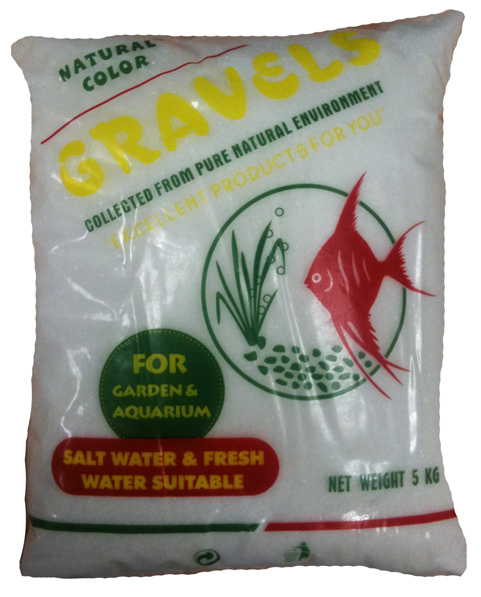 NATURAL
COLOR
GRAVELS
COLLECTED FROM PURE NATURAL ENVIRONMENT
"EXCELLENT PRODUCTS FOR YOU"
FOR
GARDEN &
AQUARIUM
SALT WATER & FRESH
WATER SUITABLE
NET WEIGHT 5 KG